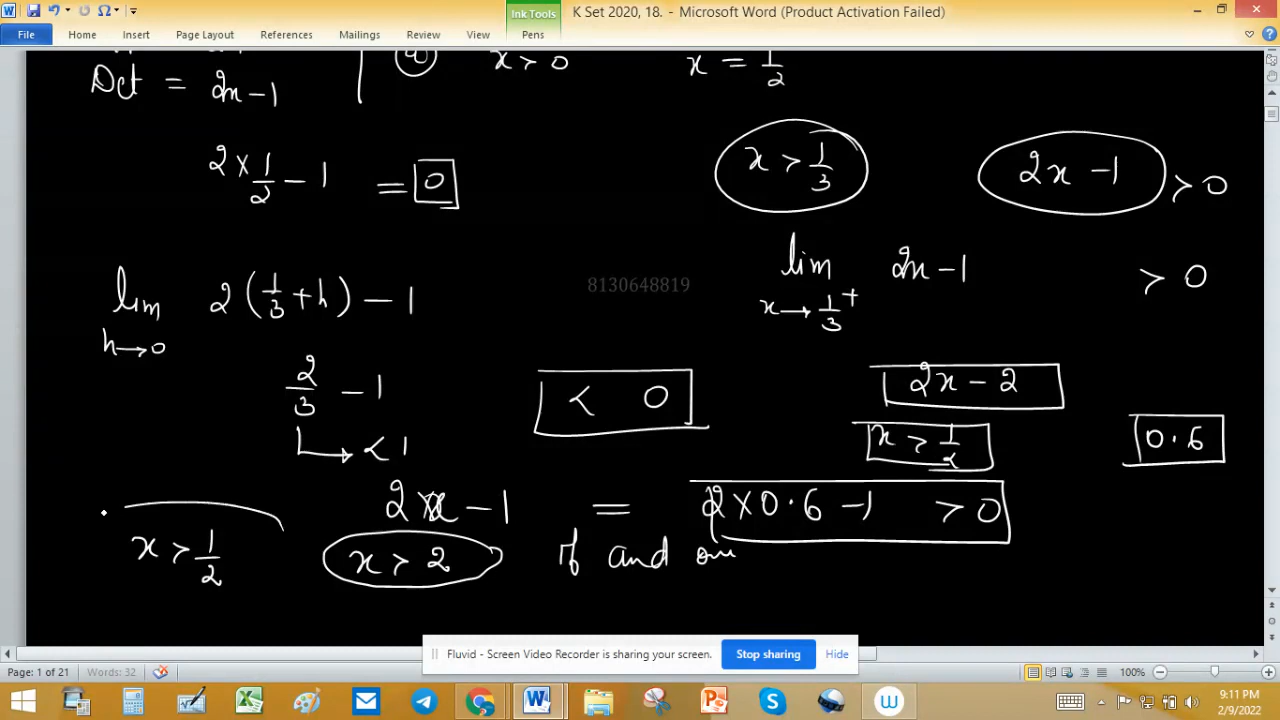 Ink Tools
K Set 2020, 18. - Microsoft Word (Product Activation Failed)
File Home Insert Page Layout References Mailings Review View Pens
Det = 2x-1
x > 0
x = 1/2
2 × 1/2 - 1 = 0
x > 1/3
2x - 1 > 0
lim h→0 2(1/3 + h) - 1
8130648819
lim x→1/3+ 2x-1 > 0
2/3 - 1
< 0
2x - 2
< 1
x > 1/2
0.6
2x - 1 = 2 × 0.6 - 1 > 0
x > 1/2
x > 2 if and on
Fluvid - Screen Video Recorder is sharing your screen.
Stop sharing
Hide
Page: 1 of 21
Words: 32
100%
9:11 PM
2/9/2022